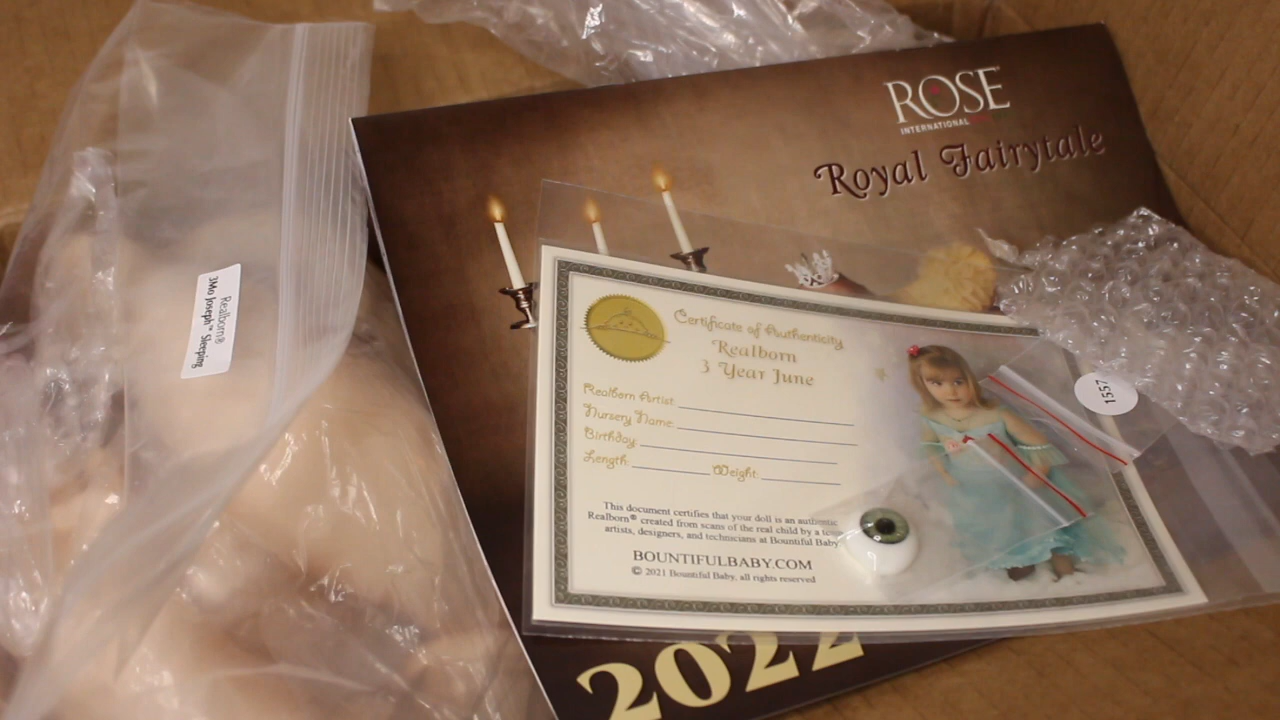 ROSE
INTERNATIONAL
Royal Fairytale
Realborn®
3Mo Joseph™ Sleeping
Certificate of Authenticity
Realborn
3 Year June
Realborn Artist:
Nursery Name:
Birthday:
Length: Weight:
This document certifies that your doll is an authentic
Realborn® created from scans of the real child by a
artists, designers, and technicians at Bountiful Baby
BOUNTIFULBABY.COM
© 2021 Bountiful Baby, all rights reserved
1557
2022